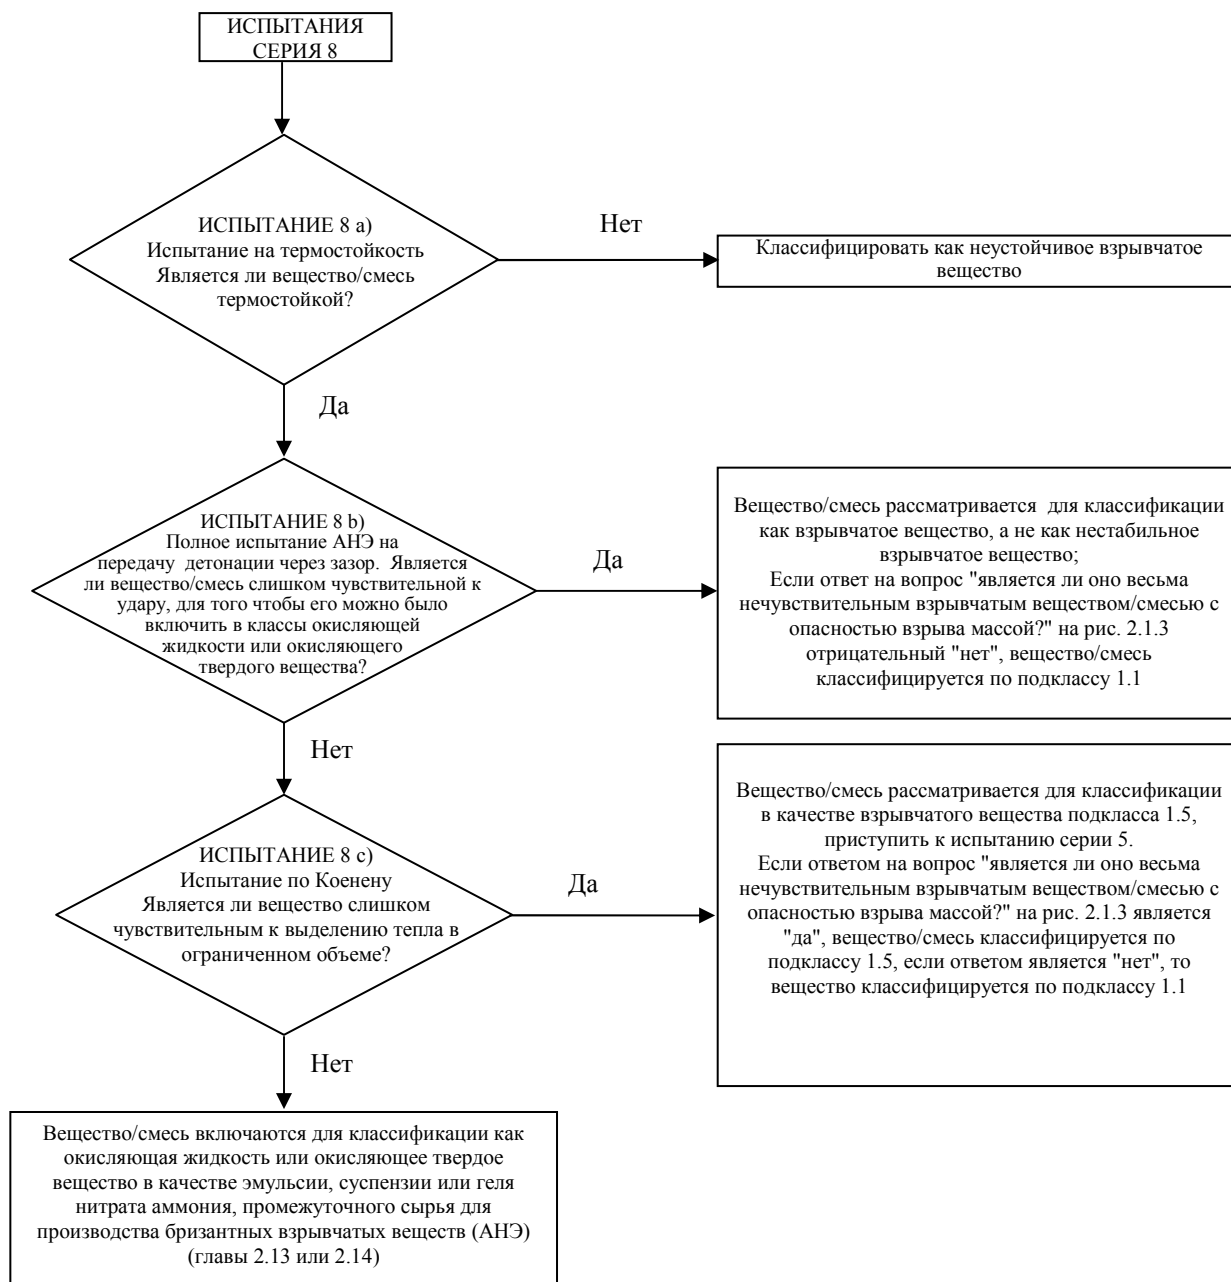 ИСПЫТАНИЯ
СЕРИЯ 8
ИСПЫТАНИЕ 8 a)
Испытание на термостойкость
Является ли вещество/смесь
термостойкой?
Нет
Классифицировать как неустойчивое взрывчатое
вещество
Да
ИСПЫТАНИЕ 8 b)
Полное испытание АНЭ на
передачу детонации через зазор. Является
ли вещество/смесь слишком чувствительной к
удару, для того чтобы его можно было
включить в классы окисляющей
жидкости или окисляющего
твердого вещества?
Да
Вещество/смесь рассматривается для классификации
как взрывчатое вещество, а не как нестабильное
взрывчатое вещество;
Если ответ на вопрос "является ли оно весьма
нечувствительным взрывчатым веществом/смесью с
опасностью взрыва массой?" на рис. 2.1.3
отрицательный "нет", вещество/смесь
классифицируется по подклассу 1.1
Нет
ИСПЫТАНИЕ 8 c)
Испытание по Коенену
Является ли вещество слишком
чувствительным к выделению тепла в
ограниченном объеме?
Да
Вещество/смесь рассматривается для классификации
в качестве взрывчатого вещества подкласса 1.5,
приступить к испытанию серии 5.
Если ответом на вопрос "является ли оно весьма
нечувствительным взрывчатым веществом/смесью с
опасностью взрыва массой?" на рис. 2.1.3 является
"да", вещество/смесь классифицируется по
подклассу 1.5, если ответом является "нет", то
вещество классифицируется по подклассу 1.1
Нет
Вещество/смесь включаются для классификации как
окисляющая жидкость или окисляющее твердое
вещество в качестве эмульсии, суспензии или геля
нитрата аммония, промежуточного сырья для
производства бризантных взрывчатых веществ (АНЭ)
(главы 2.13 или 2.14)